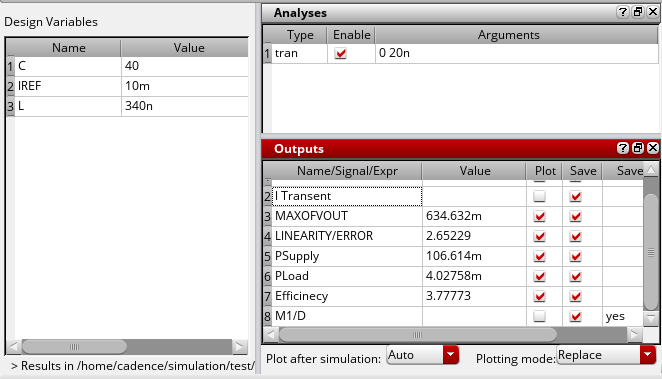 Design Variables
Name Value
1 C 40
2 IREF 10m
3 L 340n
> Results in /home/cadence/simulation/test/
Analyses
Type Enable Arguments
1 tran 0 20n
Outputs
Name/Signal/Expr Value Plot Save Save
2 I Transent
3 MAXOFVOUT 634.632m
4 LINEARITY/ERROR 2.65229
5 PSupply 106.614m
6 PLoad 4.02758m
7 Efficinecy 3.77773
8 M1/D yes
Plot after simulation: Auto Plotting mode: Replace